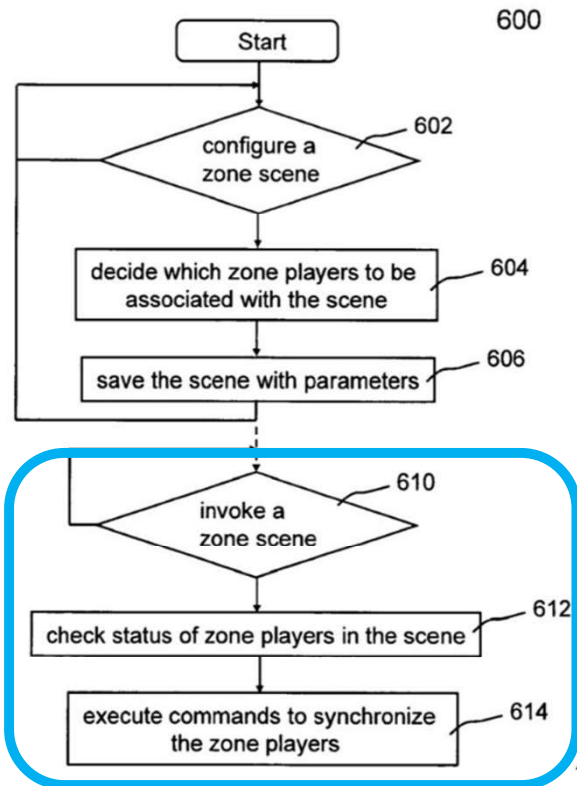 600
Start
602
configure a
zone scene
604
decide which zone players to be
associated with the scene
606
save the scene with parameters
610
invoke a
zone scene
612
check status of zone players in the scene
614
execute commands to synchronize
the zone players